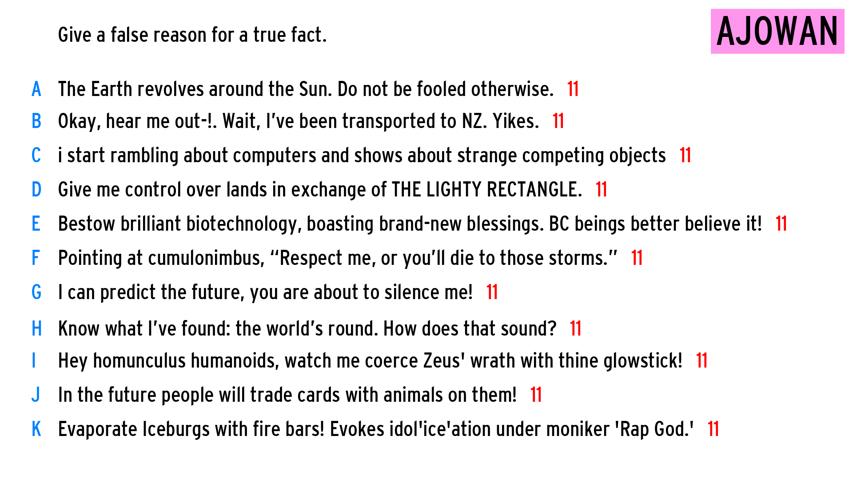 Give a false reason for a true fact.
AJOWAN
A The Earth revolves around the Sun. Do not be fooled otherwise. 11
B Okay, hear me out-!. Wait, I've been transported to NZ. Yikes. 11
C i start rambling about computers and shows about strange competing objects 11
D Give me control over lands in exchange of THE LIGHTY RECTANGLE. 11
E Bestow brilliant biotechnology, boasting brand-new blessings. BC beings better believe it! 11
F Pointing at cumulonimbus, “Respect me, or you'll die to those storms.” 11
G I can predict the future, you are about to silence me! 11
H Know what I've found: the world's round. How does that sound? 11
I Hey homunculus humanoids, watch me coerce Zeus' wrath with thine glowstick! 11
J In the future people will trade cards with animals on them! 11
K Evaporate Iceburgs with fire bars! Evokes idol'ice'ation under moniker 'Rap God.' 11